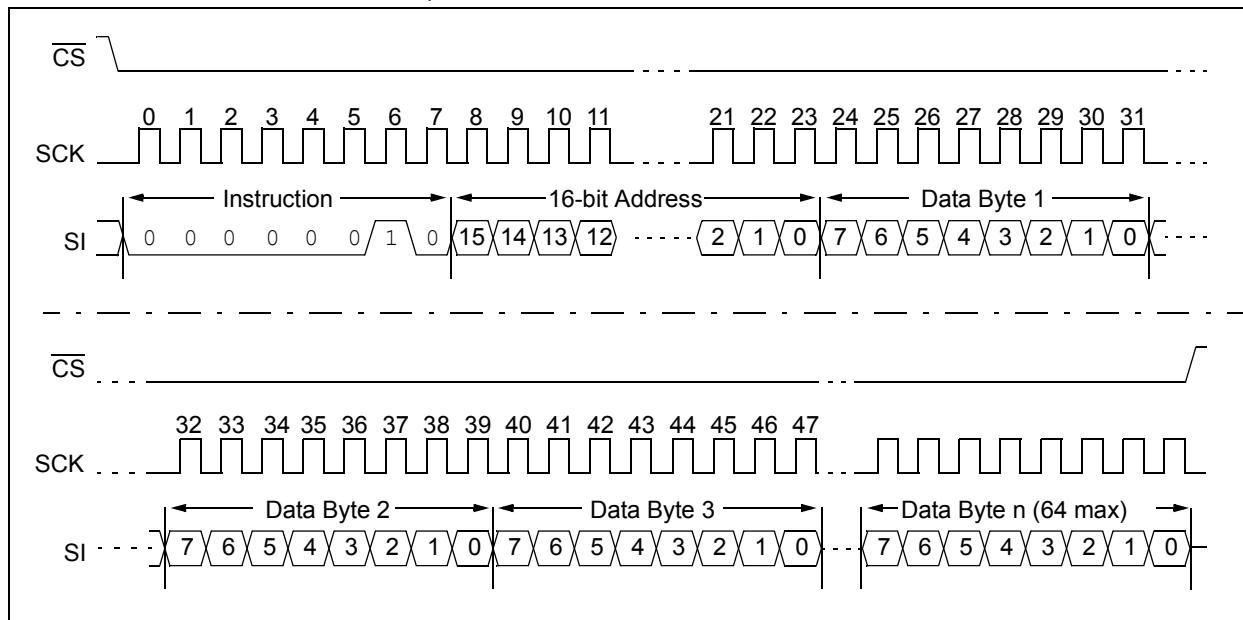 CS
0 1 2 3 4 5 6 7 8 9 10 11 21 22 23 24 25 26 27 28 29 30 31
SCK
Instruction 16-bit Address Data Byte 1
SI 0 0 0 0 0 0 1 0 15 14 13 12 2 1 0 7 6 5 4 3 2 1 0
CS
32 33 34 35 36 37 38 39 40 41 42 43 44 45 46 47
SCK
Data Byte 2 Data Byte 3 Data Byte n (64 max)
SI 7 6 5 4 3 2 1 0 7 6 5 4 3 2 1 0 7 6 5 4 3 2 1 0